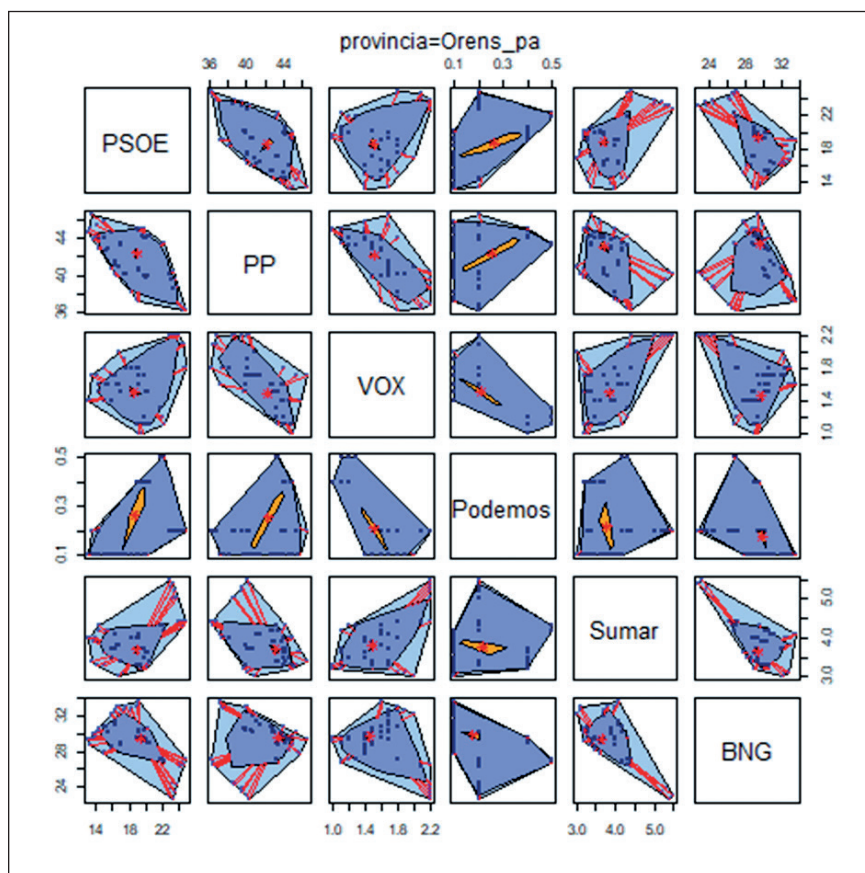 provincia=Orens_pa
36 40 44
0.1 0.3 0.5
24 28 32
PSOE
14 18 22
36 40 44
PP
VOX
1.0 1.4 1.8 2.2
0.1 0.3 0.5
Podemos
Sumar
3.0 4.0 5.0
24 28 32
BNG
14 18 22
1.0 1.4 1.8 2.2
3.0 4.0 5.0